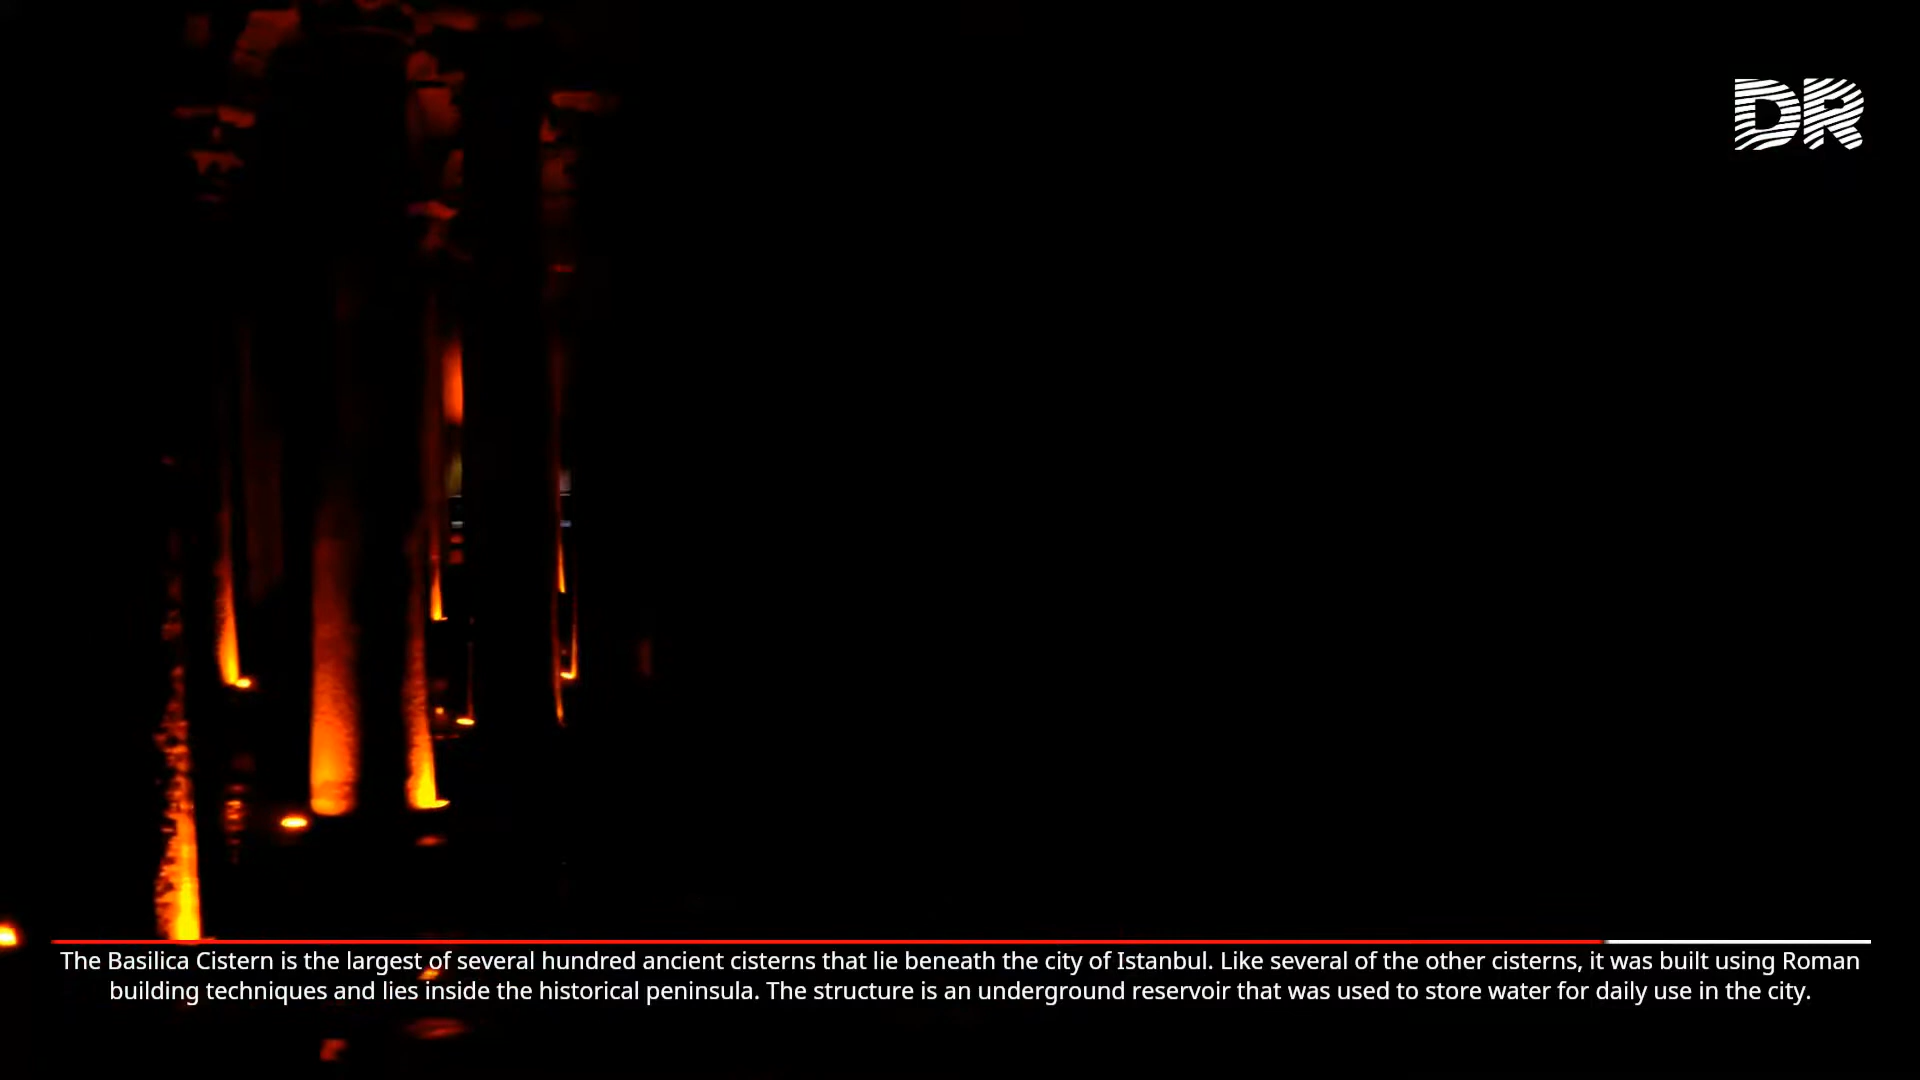 DR
The Basilica Cistern is the largest of several hundred ancient cisterns that lie beneath the city of Istanbul. Like several of the other cisterns, it was built using Roman
building techniques and lies inside the historical peninsula. The structure is an underground reservoir that was used to store water for daily use in the city.